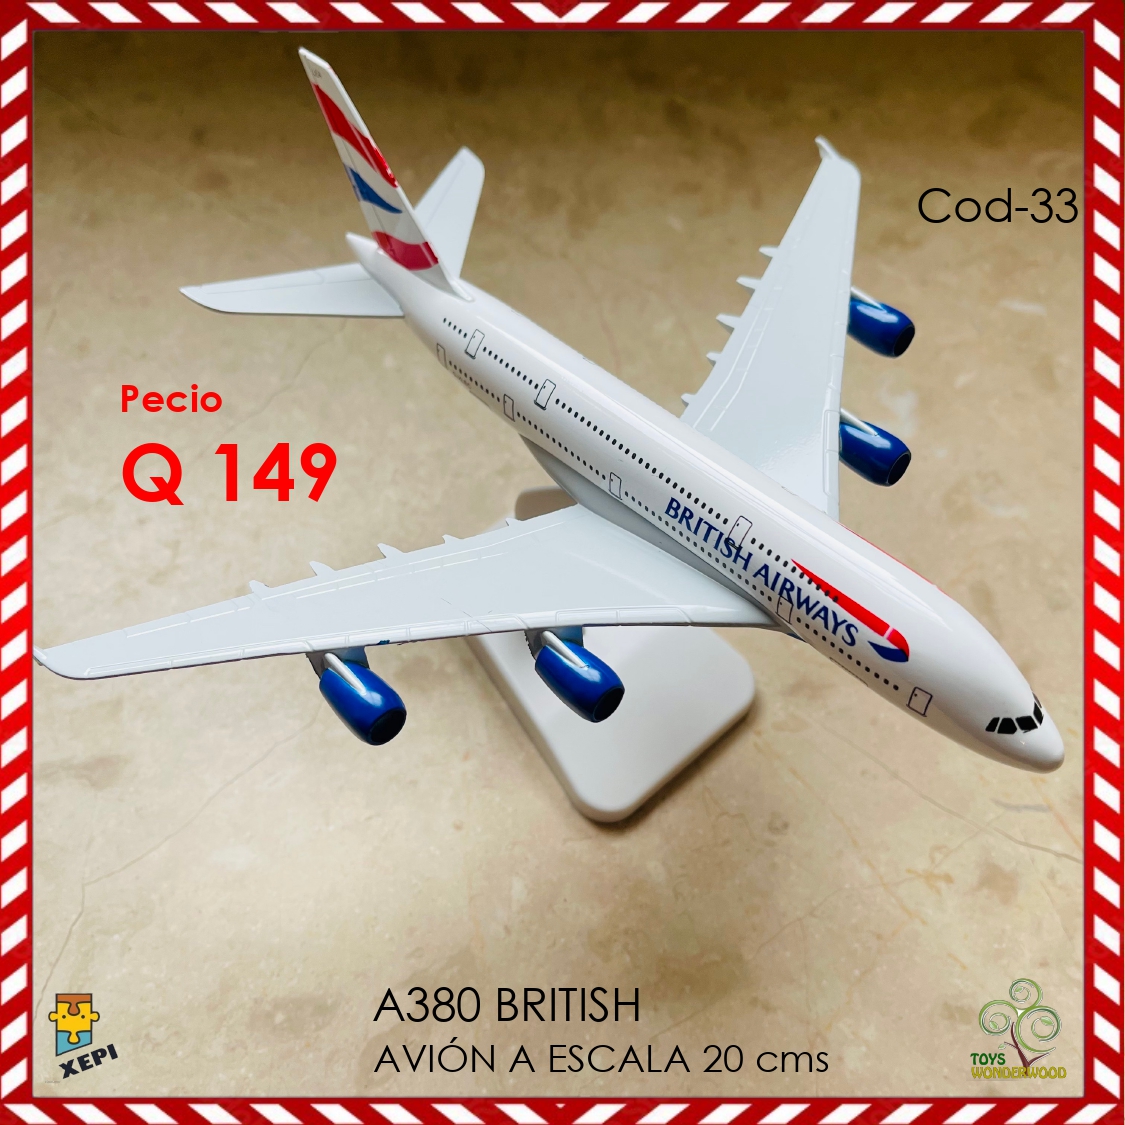 Cod-33
Pecio
Q 149
BRITISH AIRWAYS
A380 BRITISH
AVIÓN A ESCALA 20 cms
XEPI
TOYS
WONDERWOOD